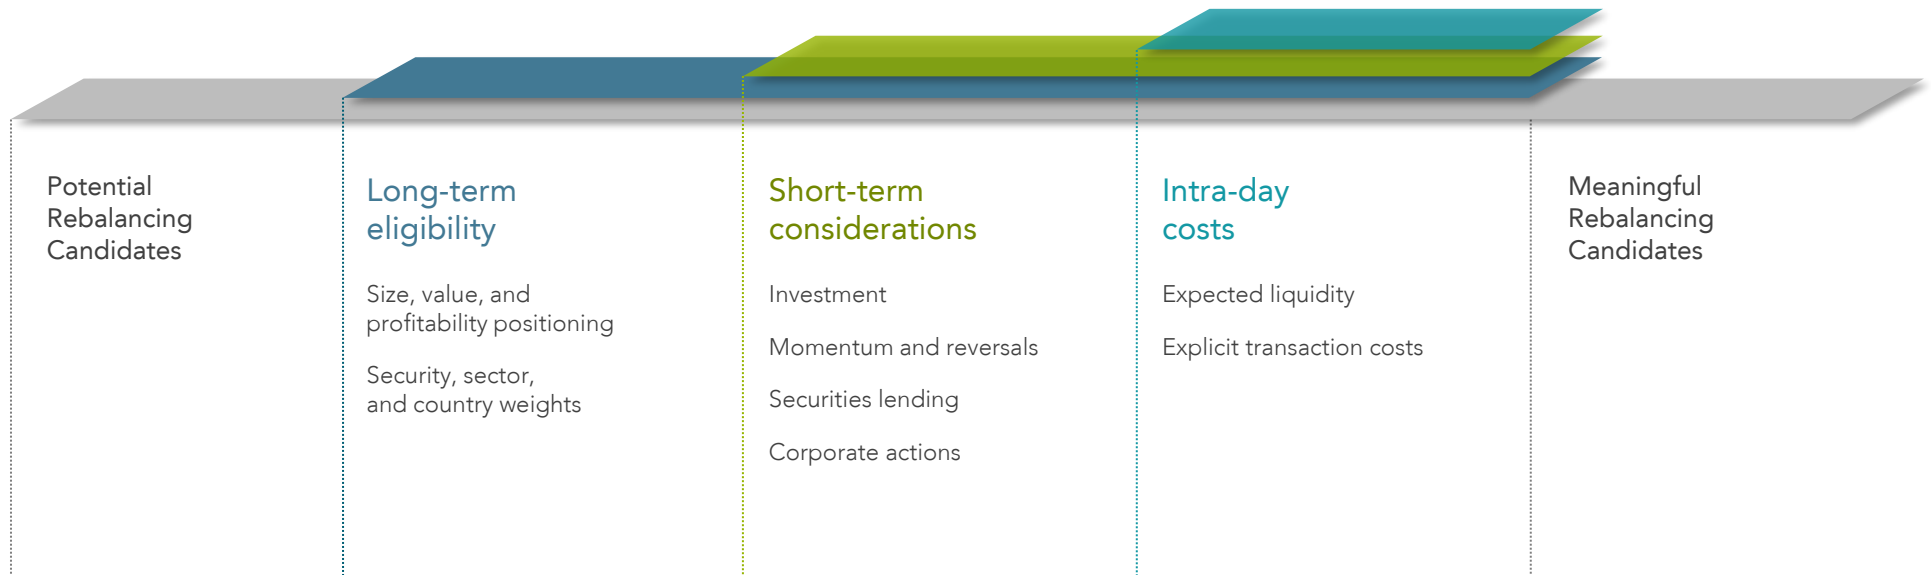 Potential
Rebalancing
Candidates
Long-term
eligibility
Size, value, and
profitability positioning
Security, sector,
and country weights
Short-term
considerations
Investment
Momentum and reversals
Securities lending
Corporate actions
Intra-day
costs
Expected liquidity
Explicit transaction costs
Meaningful
Rebalancing
Candidates